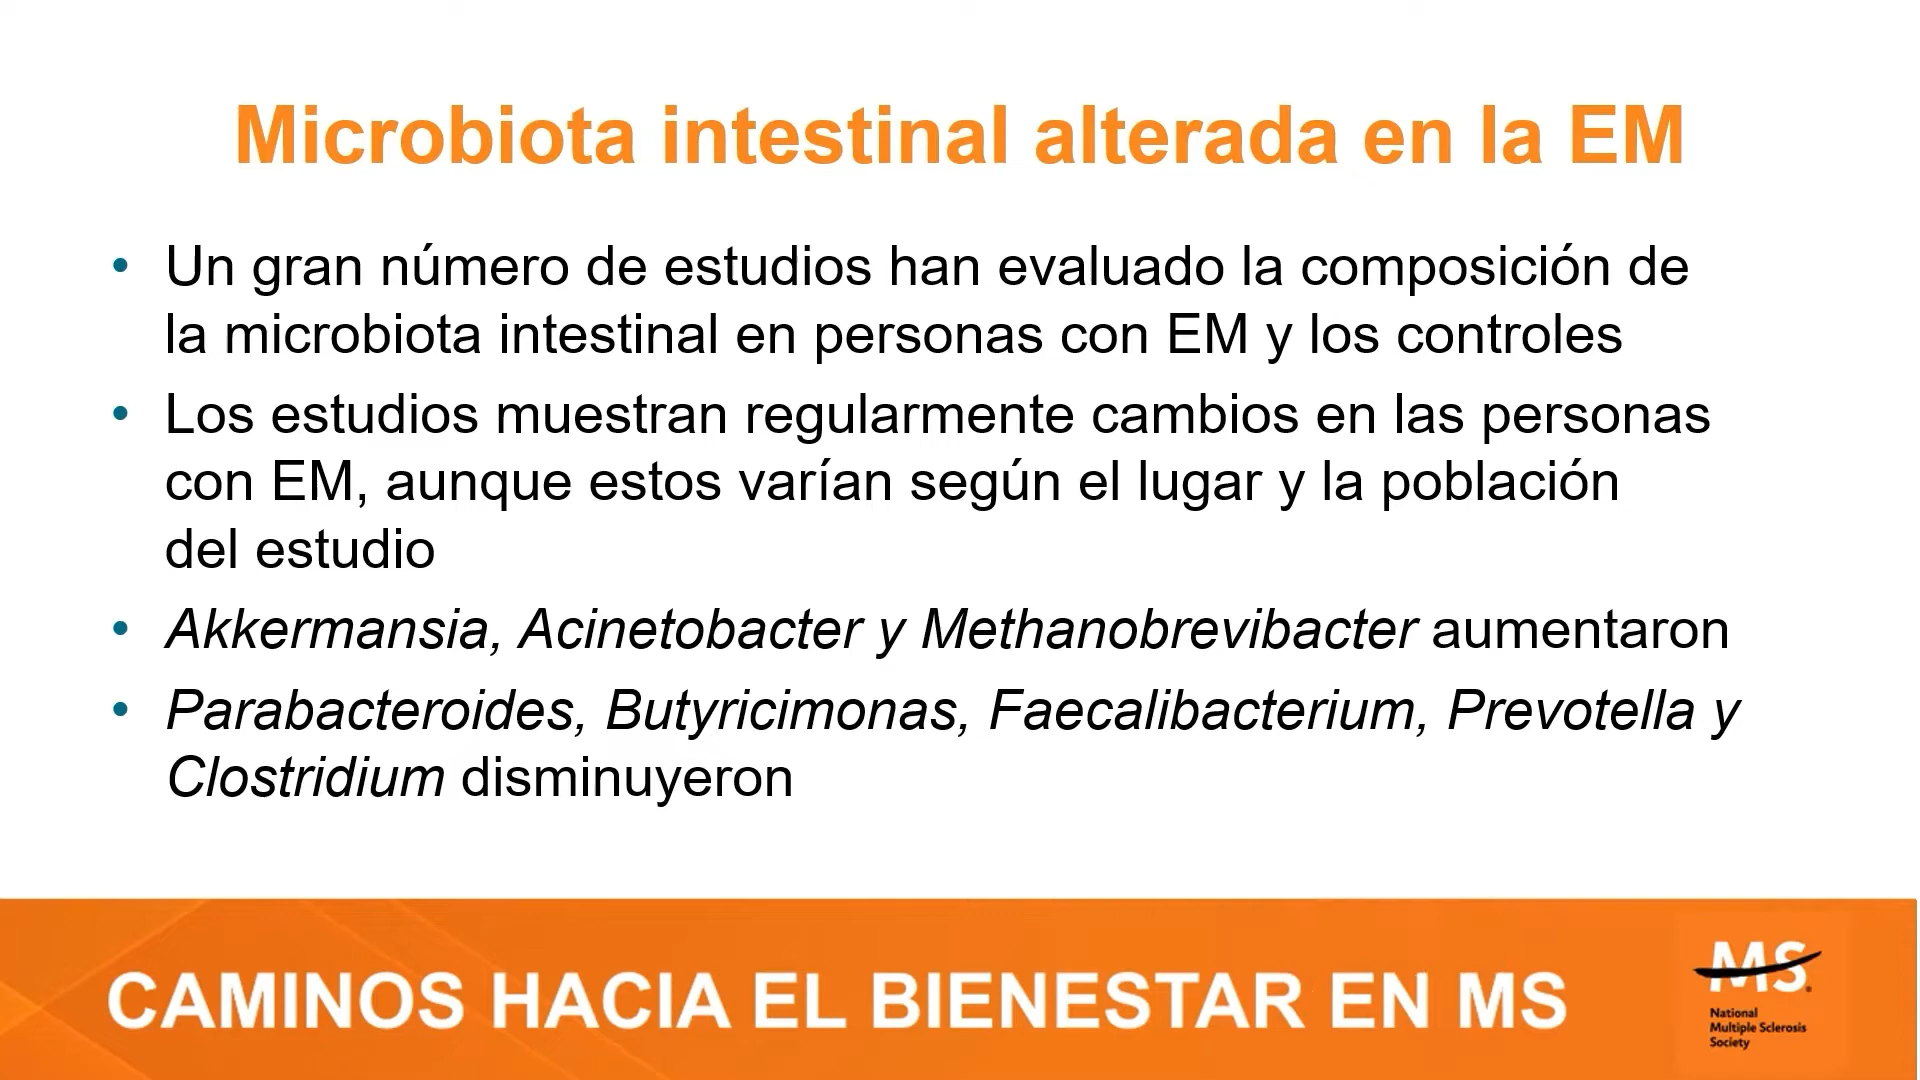 Microbiota intestinal alterada en la EM
• Un gran número de estudios han evaluado la composición de
la microbiota intestinal en personas con EM y los controles
• Los estudios muestran regularmente cambios en las personas
con EM, aunque estos varían según el lugar y la población
del estudio
• Akkermansia, Acinetobacter y Methanobrevibacter aumentaron
• Parabacteroides, Butyricimonas, Faecalibacterium, Prevotella y
Clostridium disminuyeron
CAMINOS HACIA EL BIENESTAR EN MS
MS
National
Multiple Sclerosis
Society